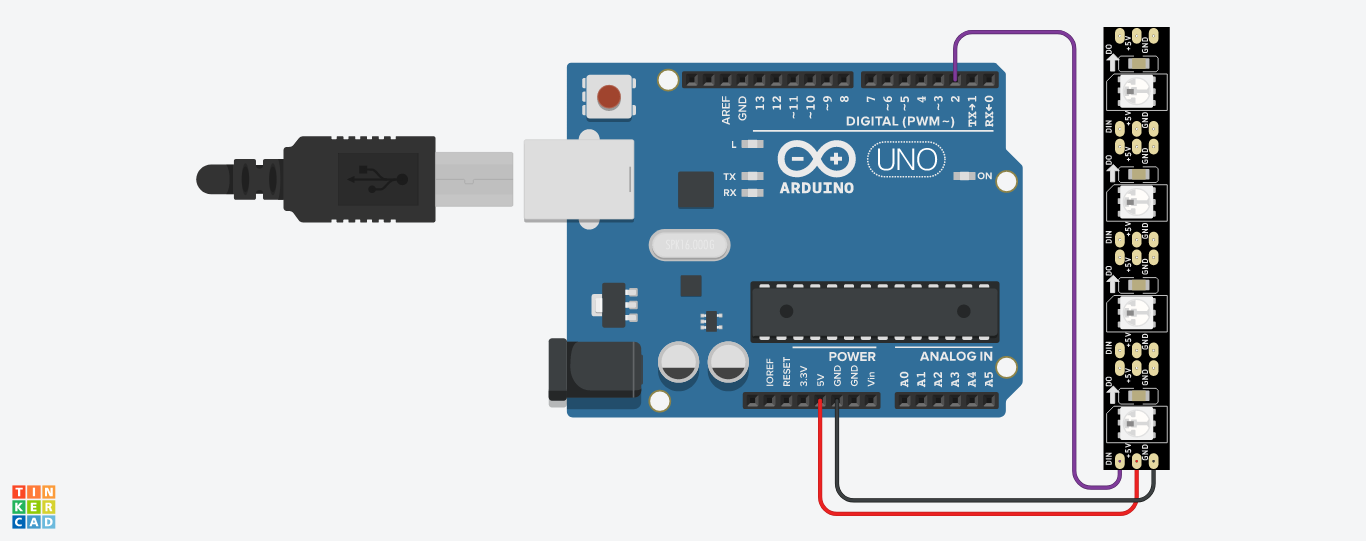 AREF
GND
13
12
~11
~10
~9
8
7
~6
~5
4
~3
2
TX→1
RX←0
DIGITAL (PWM~)
L
TX
RX
ARDUINO
UNO
ON
SPK16.000G
POWER
ANALOG IN
IOREF
RESET
3.3V
5V
GND
GND
Vin
A0
A1
A2
A3
A4
A5
DO
+5V
GND
DIN
+5V
GND
DO
+5V
GND
DIN
+5V
GND
DO
+5V
GND
DIN
+5V
GND
DO
+5V
GND
DIN
+5V
GND
TIN
KER
CAD